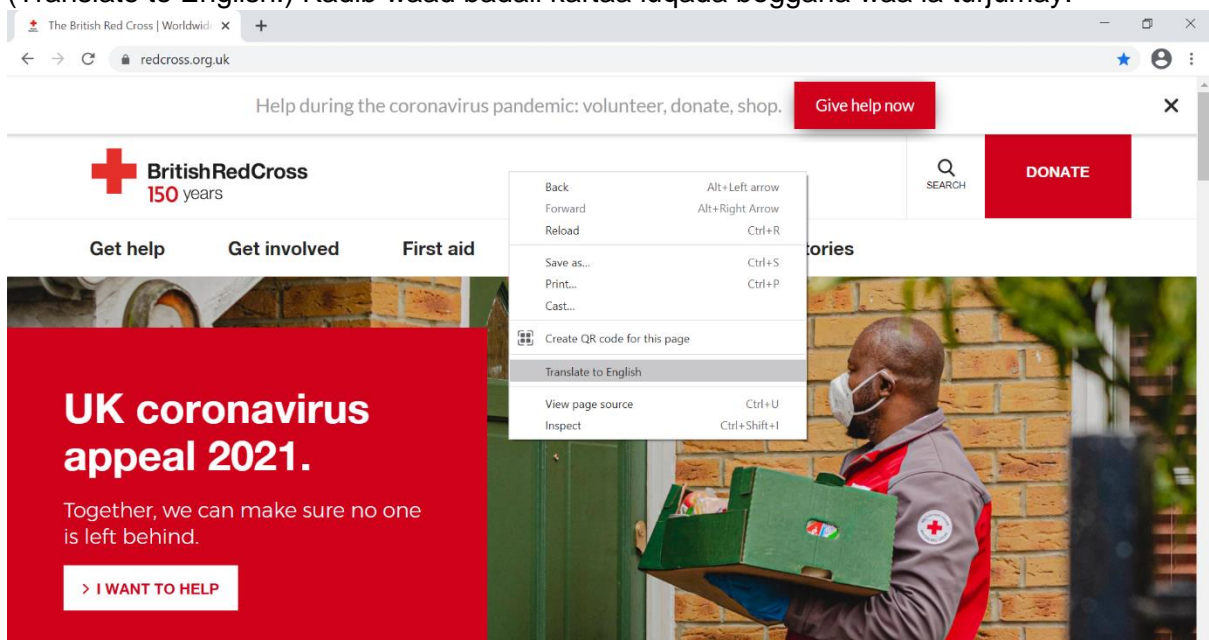 (Translate to English.) Kadib waad badali kartaa luqada boggana waa la turjumay.
The British Red Cross | Worldwid
redcross.org.uk
Help during the coronavirus pandemic: volunteer, donate, shop. Give help now
BritishRedCross
150 years
SEARCH
DONATE
Get help Get involved First aid tories
Back Alt+Left arrow
Forward Alt+Right Arrow
Reload Ctrl+R
Save as... Ctrl+S
Print... Ctrl+P
Cast...
Create QR code for this page
Translate to English
View page source Ctrl+U
Inspect Ctrl+Shift+I
UK coronavirus
appeal 2021.
Together, we can make sure no one
is left behind.
> I WANT TO HELP